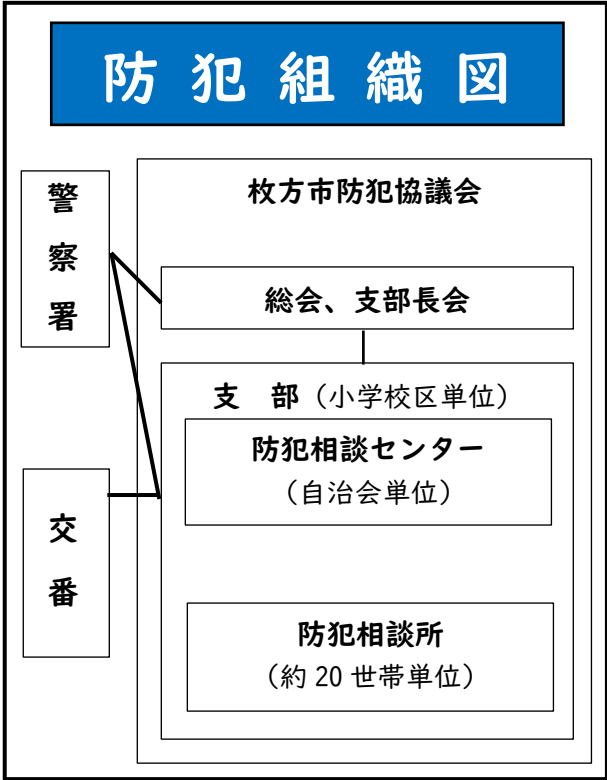 防犯組織図
警察署
枚方市防犯協議会
総会、支部長会
支　部（小学校区単位）
防犯相談センター
（自治会単位）
交番
防犯相談所
（約 20 世帯単位）